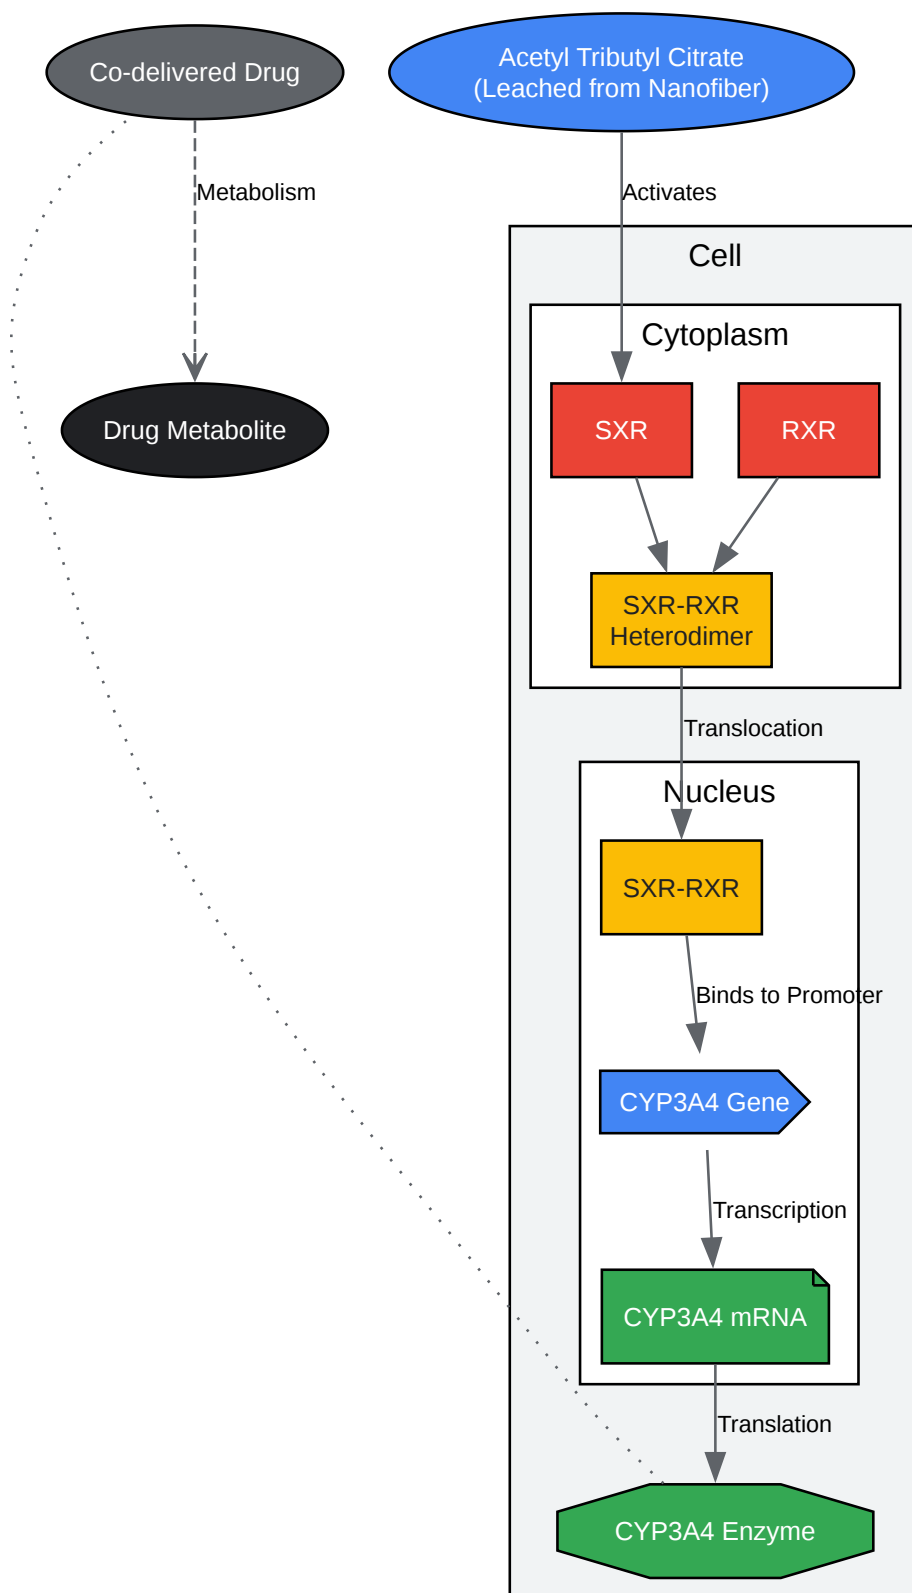 Co-delivered Drug
Acetyl Tributyl Citrate
(Leached from Nanofiber)
Metabolism
Activates
Cell
Cytoplasm
Drug Metabolite
SXR
RXR
SXR-RXR
Heterodimer
Translocation
Nucleus
SXR-RXR
Binds to Promoter
CYP3A4 Gene
Transcription
CYP3A4 mRNA
Translation
CYP3A4 Enzyme